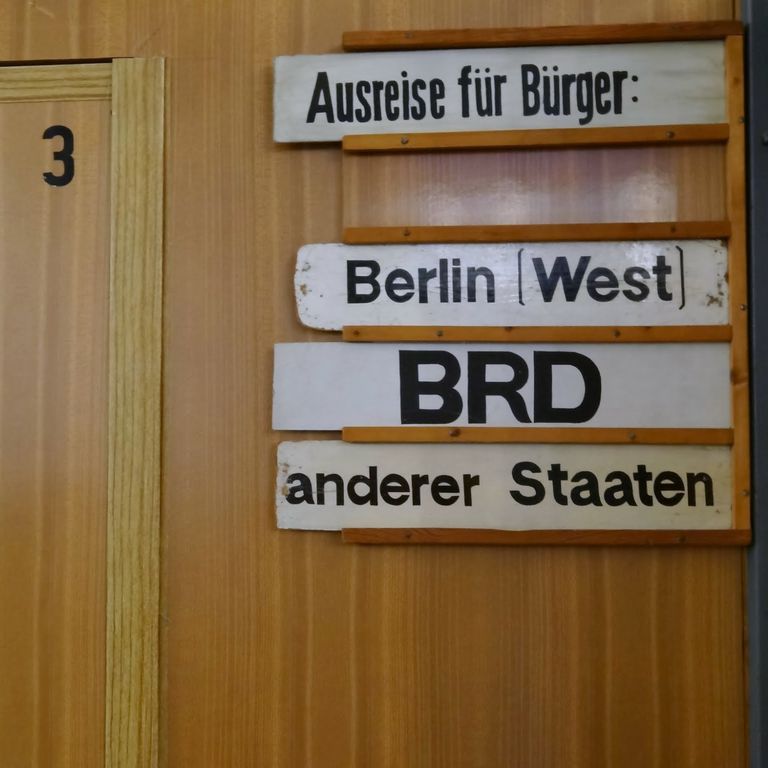 3
Ausreise für Bürger:
Berlin (West)
BRD
anderer Staaten